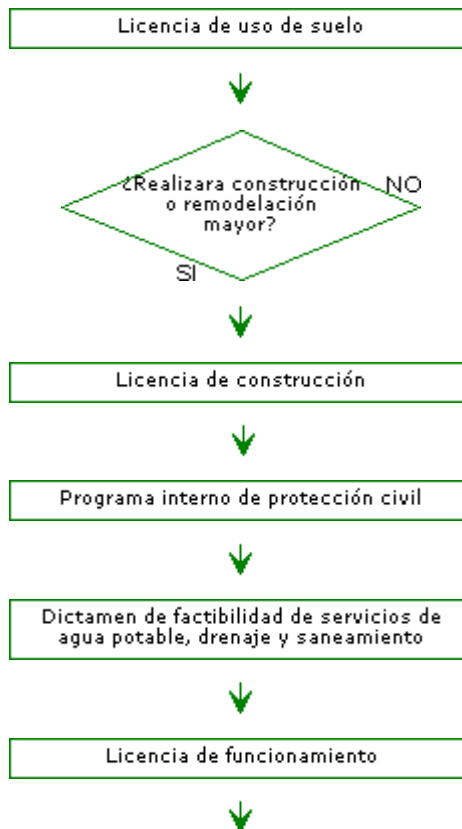 Licencia de uso de suelo
¿Realizara construcción
o remodelación
mayor?
NO
SI
Licencia de construcción
Programa interno de protección civil
Dictamen de factibilidad de servicios de
agua potable, drenaje y saneamiento
Licencia de funcionamiento